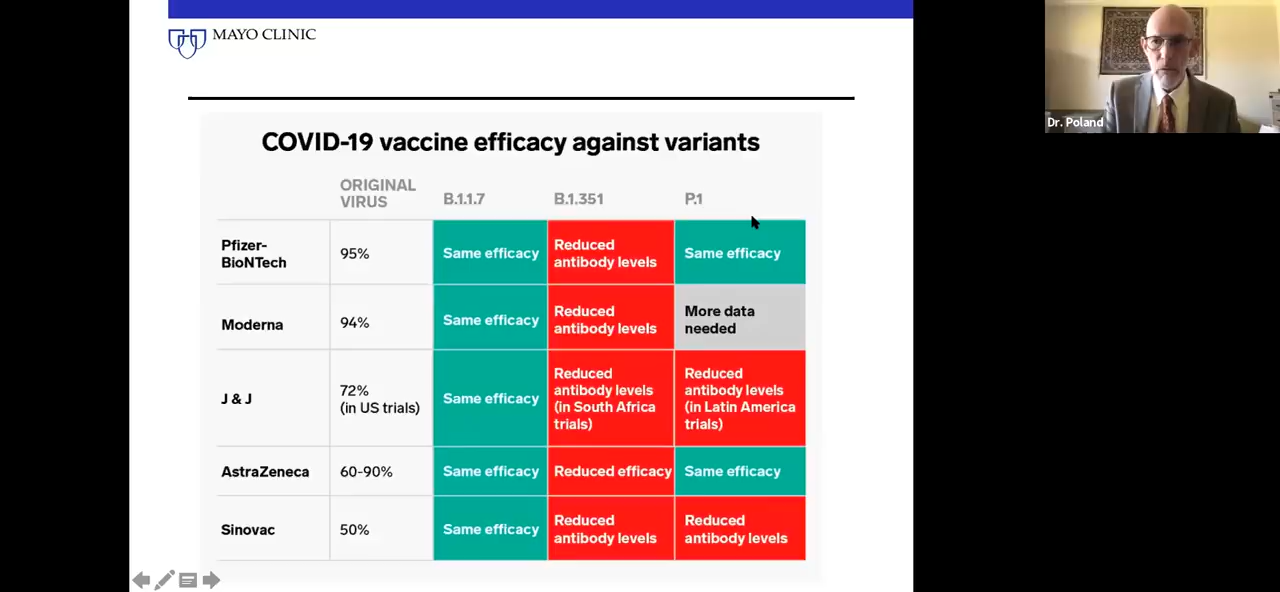 MAYO CLINIC
Dr. Poland
COVID-19 vaccine efficacy against variants
ORIGINAL
VIRUS
B.1.1.7
B.1.351
P.1
Pfizer-
BioNTech
95%
Same efficacy
Reduced
antibody levels
Same efficacy
Moderna
94%
Same efficacy
Reduced
antibody levels
More data
needed
J & J
72%
(in US trials)
Same efficacy
Reduced
antibody levels
(in South Africa
trials)
Reduced
antibody levels
(in Latin America
trials)
AstraZeneca
60-90%
Same efficacy
Reduced efficacy
Same efficacy
Sinovac
50%
Same efficacy
Reduced
antibody levels
Reduced
antibody levels